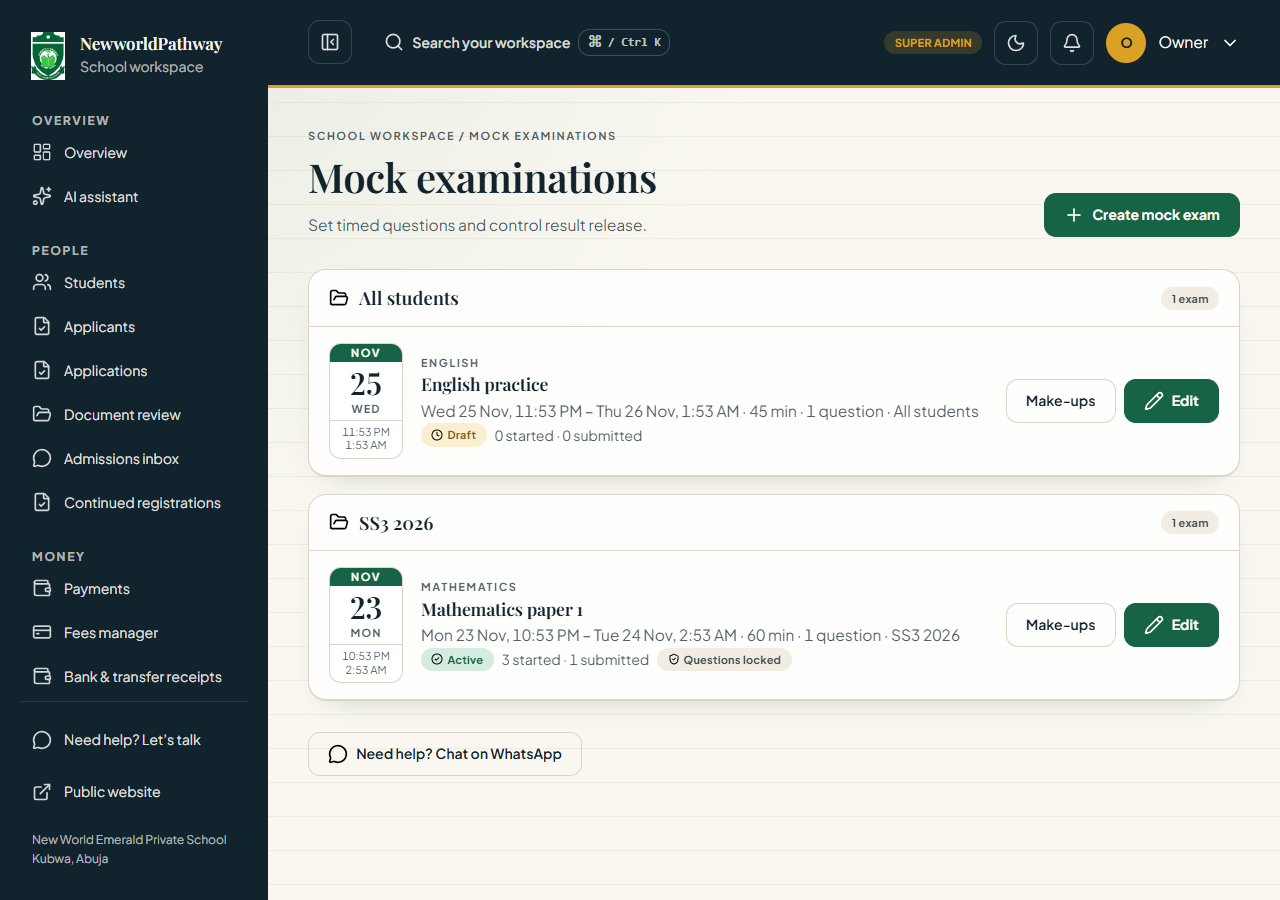 NewworldPathway
School workspace
OVERVIEW
Overview
AI assistant
PEOPLE
Students
Applicants
Applications
Document review
Admissions inbox
Continued registrations
MONEY
Payments
Fees manager
Bank & transfer receipts
Need help? Let's talk
Public website
New World Emerald Private School
Kubwa, Abuja
Search your workspace ⌘ / Ctrl K
SUPER ADMIN
O Owner
SCHOOL WORKSPACE / MOCK EXAMINATIONS
Mock examinations
Set timed questions and control result release.
Create mock exam
All students
1 exam
NOV
25
WED
11:53 PM
1:53 AM
ENGLISH
English practice
Wed 25 Nov, 11:53 PM – Thu 26 Nov, 1:53 AM · 45 min · 1 question · All students
Draft 0 started · 0 submitted
Make-ups
Edit
SS3 2026
1 exam
NOV
23
MON
10:53 PM
2:53 AM
MATHEMATICS
Mathematics paper 1
Mon 23 Nov, 10:53 PM – Tue 24 Nov, 2:53 AM · 60 min · 1 question · SS3 2026
Active 3 started · 1 submitted Questions locked
Make-ups
Edit
Need help? Chat on WhatsApp